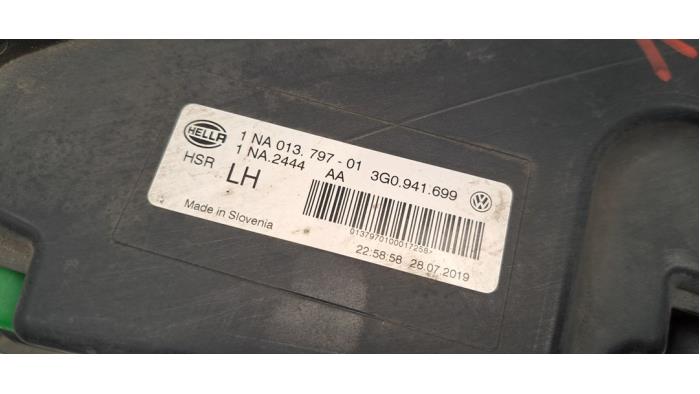 HELLA
1 NA 013. 797 - 01 3G0.941.699
1 NA.2444 AA
HSR LH
Made in Slovenia
0137970100017258>
22:58:58 28.07.2019